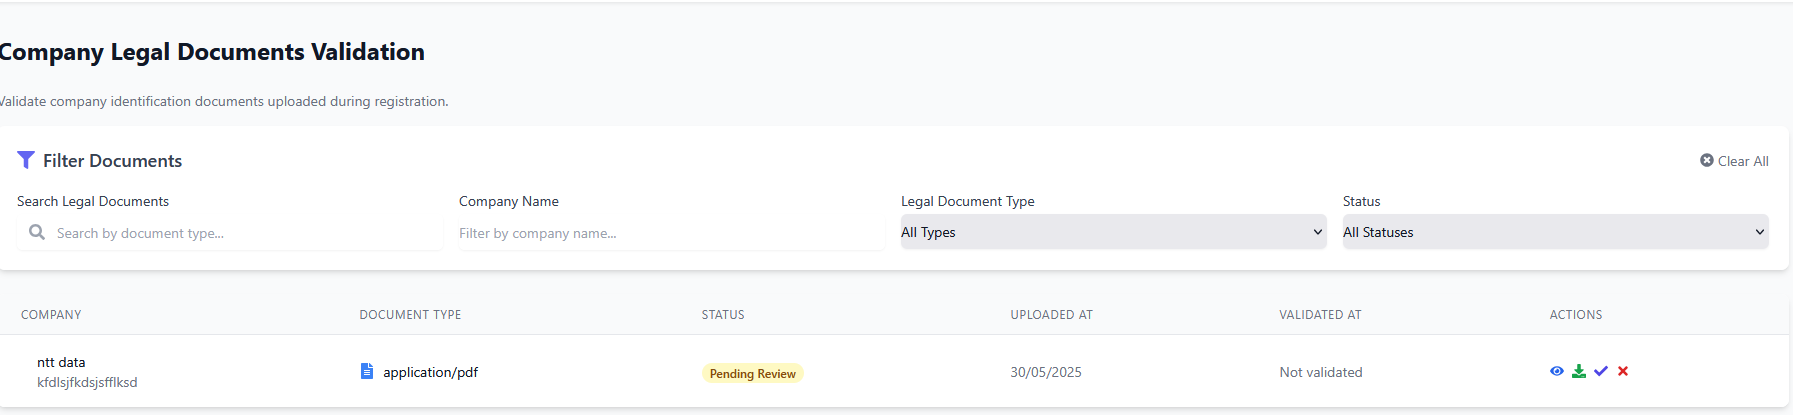 Company Legal Documents Validation
Validate company identification documents uploaded during registration.
Filter Documents
Clear All
Search Legal Documents
Company Name
Legal Document Type
Status
Search by document type...
Filter by company name...
All Types
All Statuses
COMPANY DOCUMENT TYPE STATUS UPLOADED AT VALIDATED AT ACTIONS
ntt data
kfdlsjfkdsjsfflksd
application/pdf
Pending Review
30/05/2025
Not validated